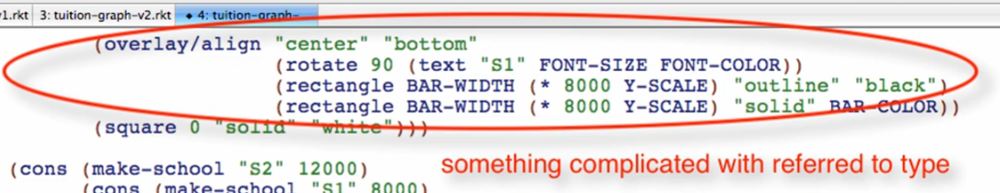 v1.rkt 3: tuition-graph-v2.rkt ◆ 4: tuition-graph-
(overlay/align "center" "bottom"
(rotate 90 (text "S1" FONT-SIZE FONT-COLOR))
(rectangle BAR-WIDTH (* 8000 Y-SCALE) "outline" "black")
(rectangle BAR-WIDTH (* 8000 Y-SCALE) "solid" BAR-COLOR))
(square 0 "solid" "white")))
(cons (make-school "S2" 12000)
something complicated with referred to type
(cons (make-school "S1" 8000)